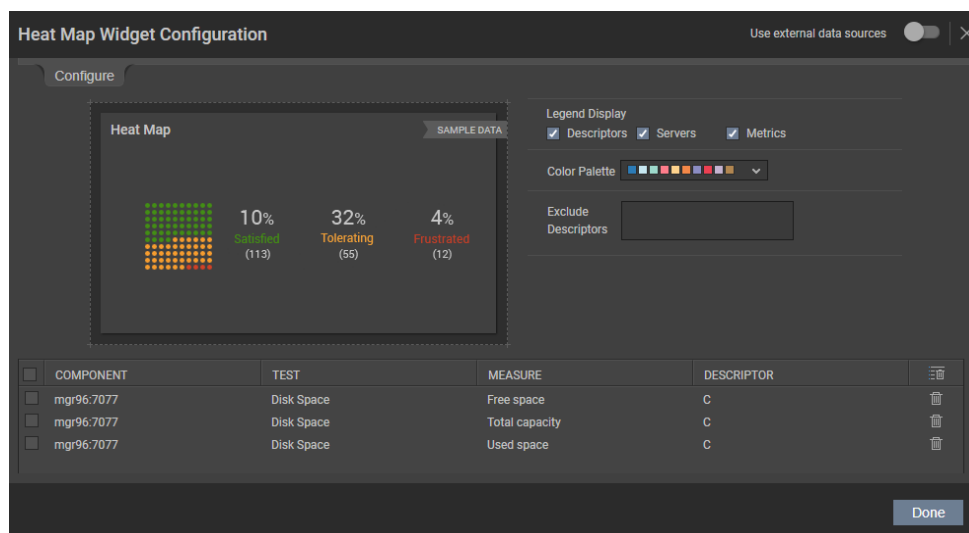 Heat Map Widget Configuration
Use external data sources
Configure
Heat Map
SAMPLE DATA
10%
Satisfied
(113)
32%
Tolerating
(55)
4%
Frustrated
(12)
Legend Display
Descriptors Servers Metrics
Color Palette
Exclude
Descriptors
COMPONENT TEST MEASURE DESCRIPTOR
mgr96:7077 Disk Space Free space C
mgr96:7077 Disk Space Total capacity C
mgr96:7077 Disk Space Used space C
Done